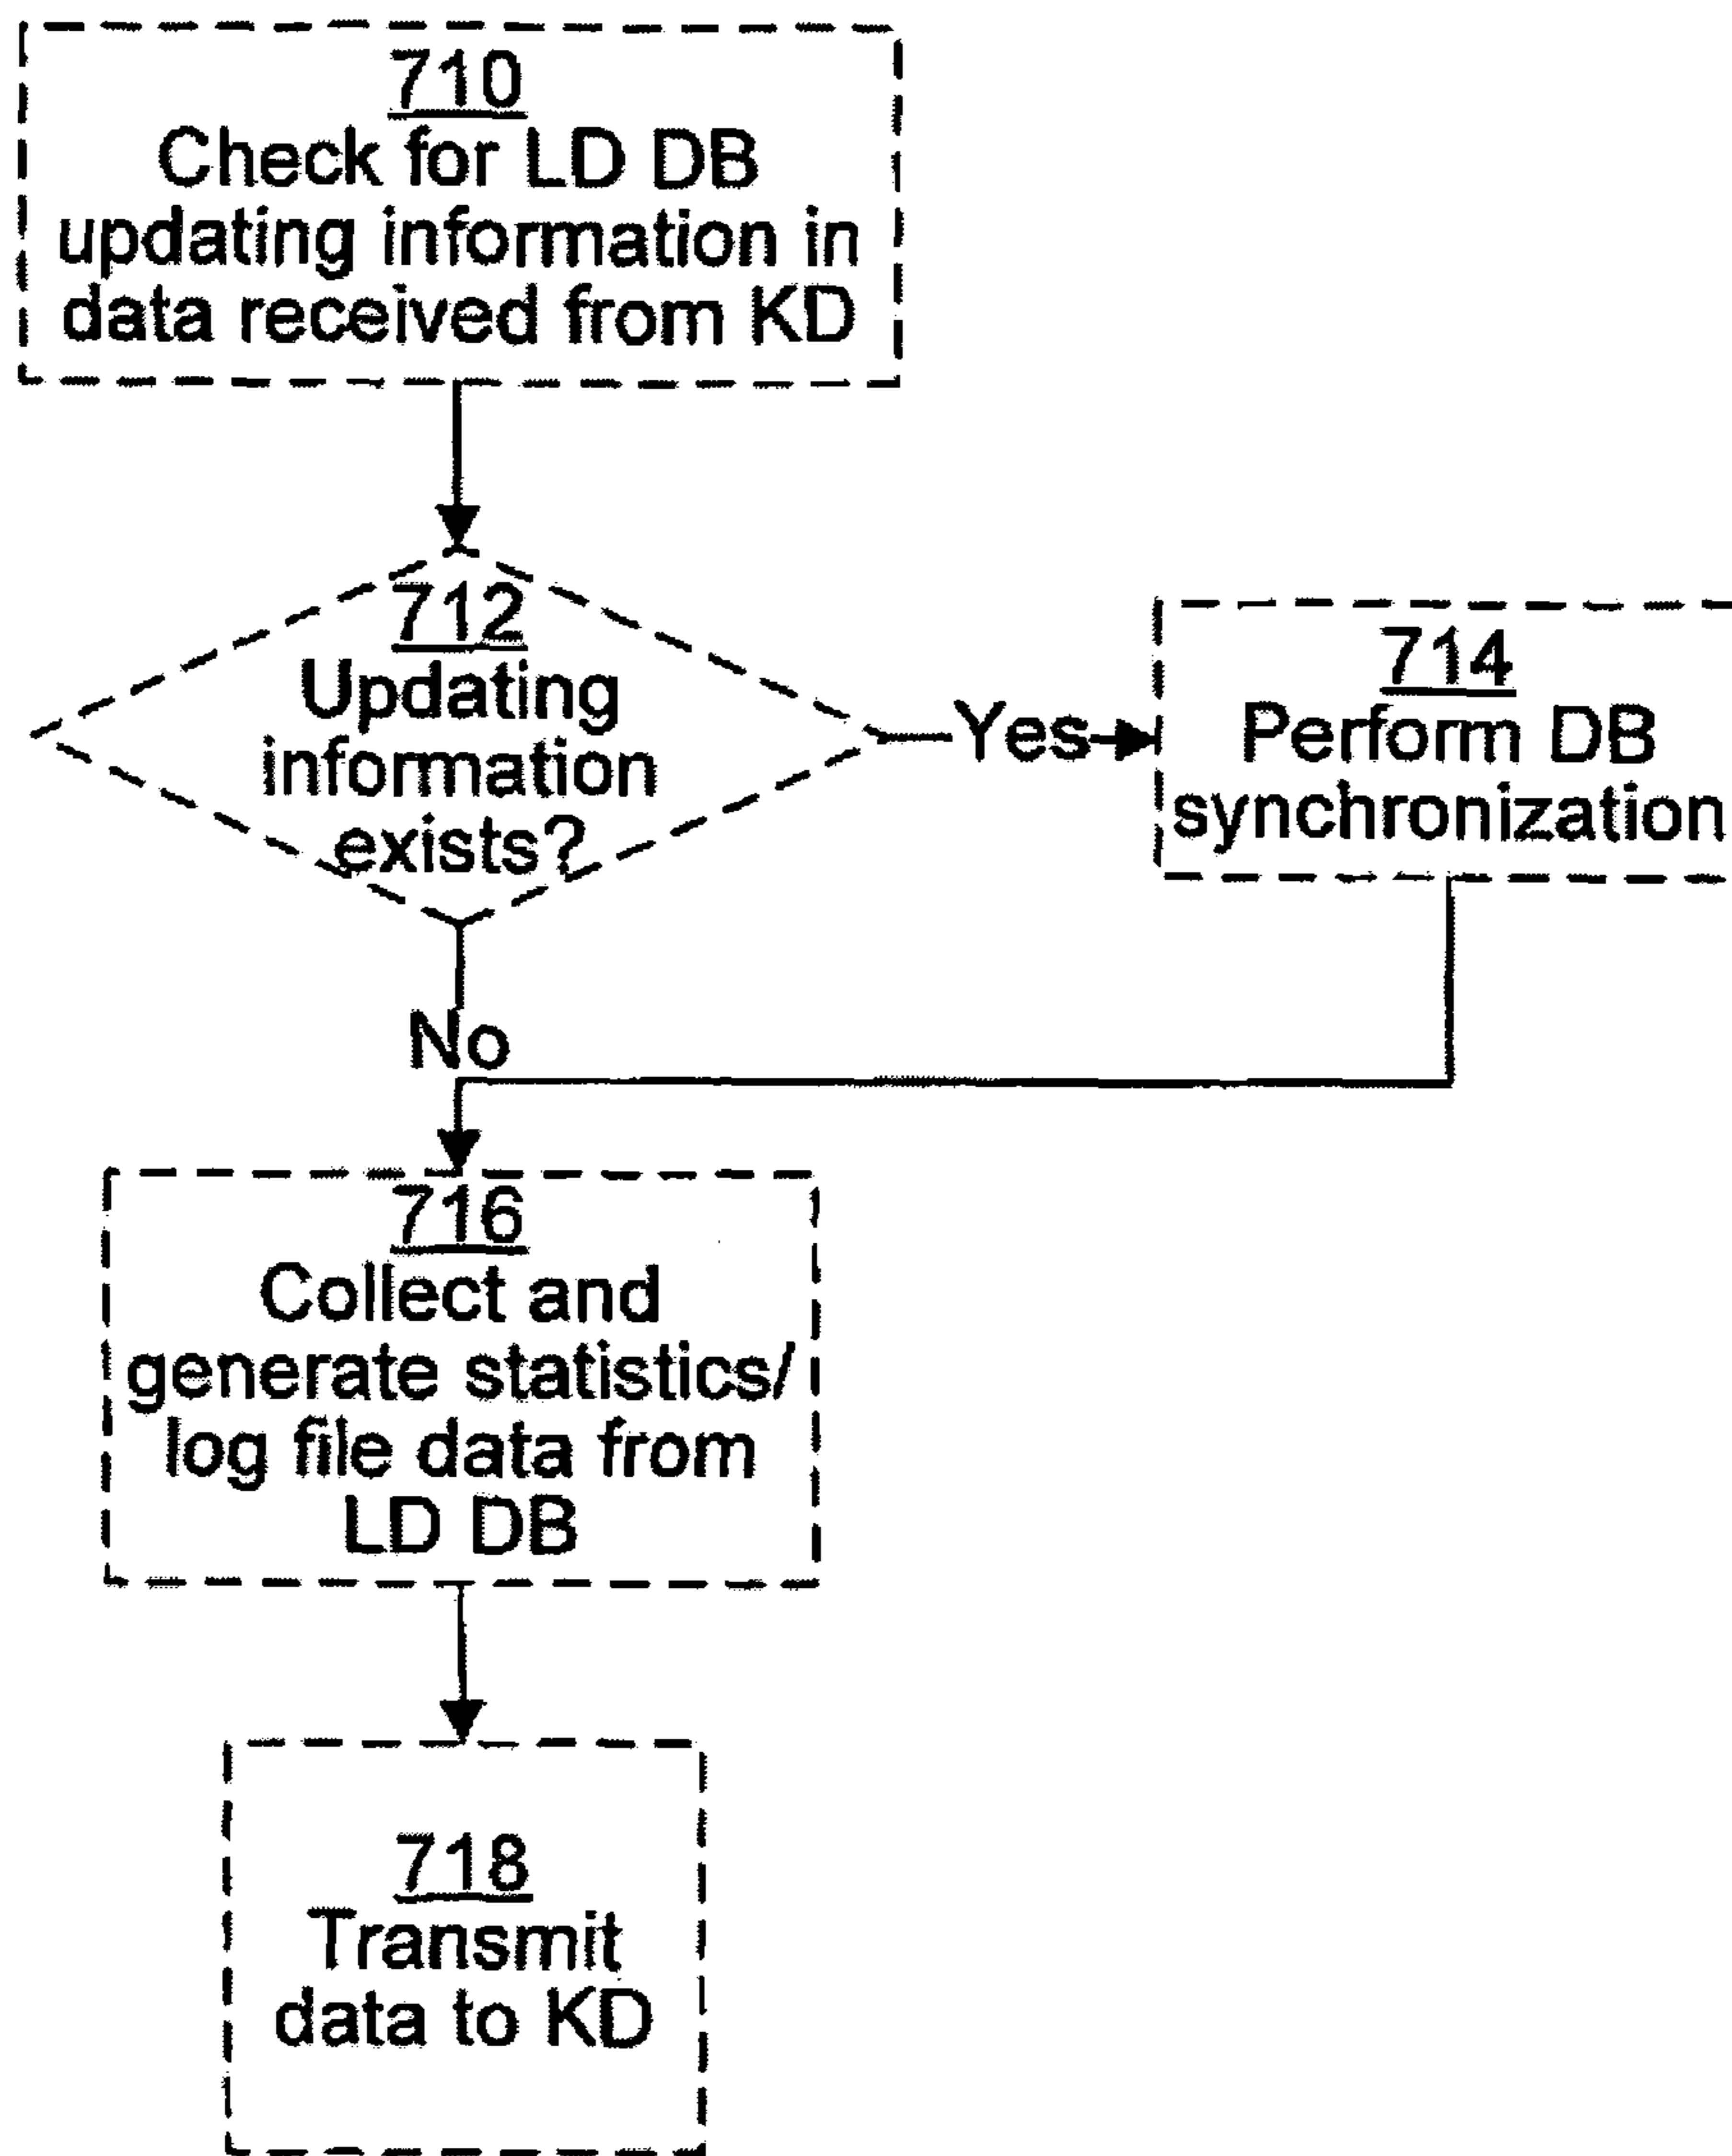 710
Check for LD DB
updating information in
data received from KD
712
Updating
information
exists?
Yes
714
Perform DB
synchronization
No
716
Collect and
generate statistics/
log file data from
LD DB
718
Transmit
data to KD